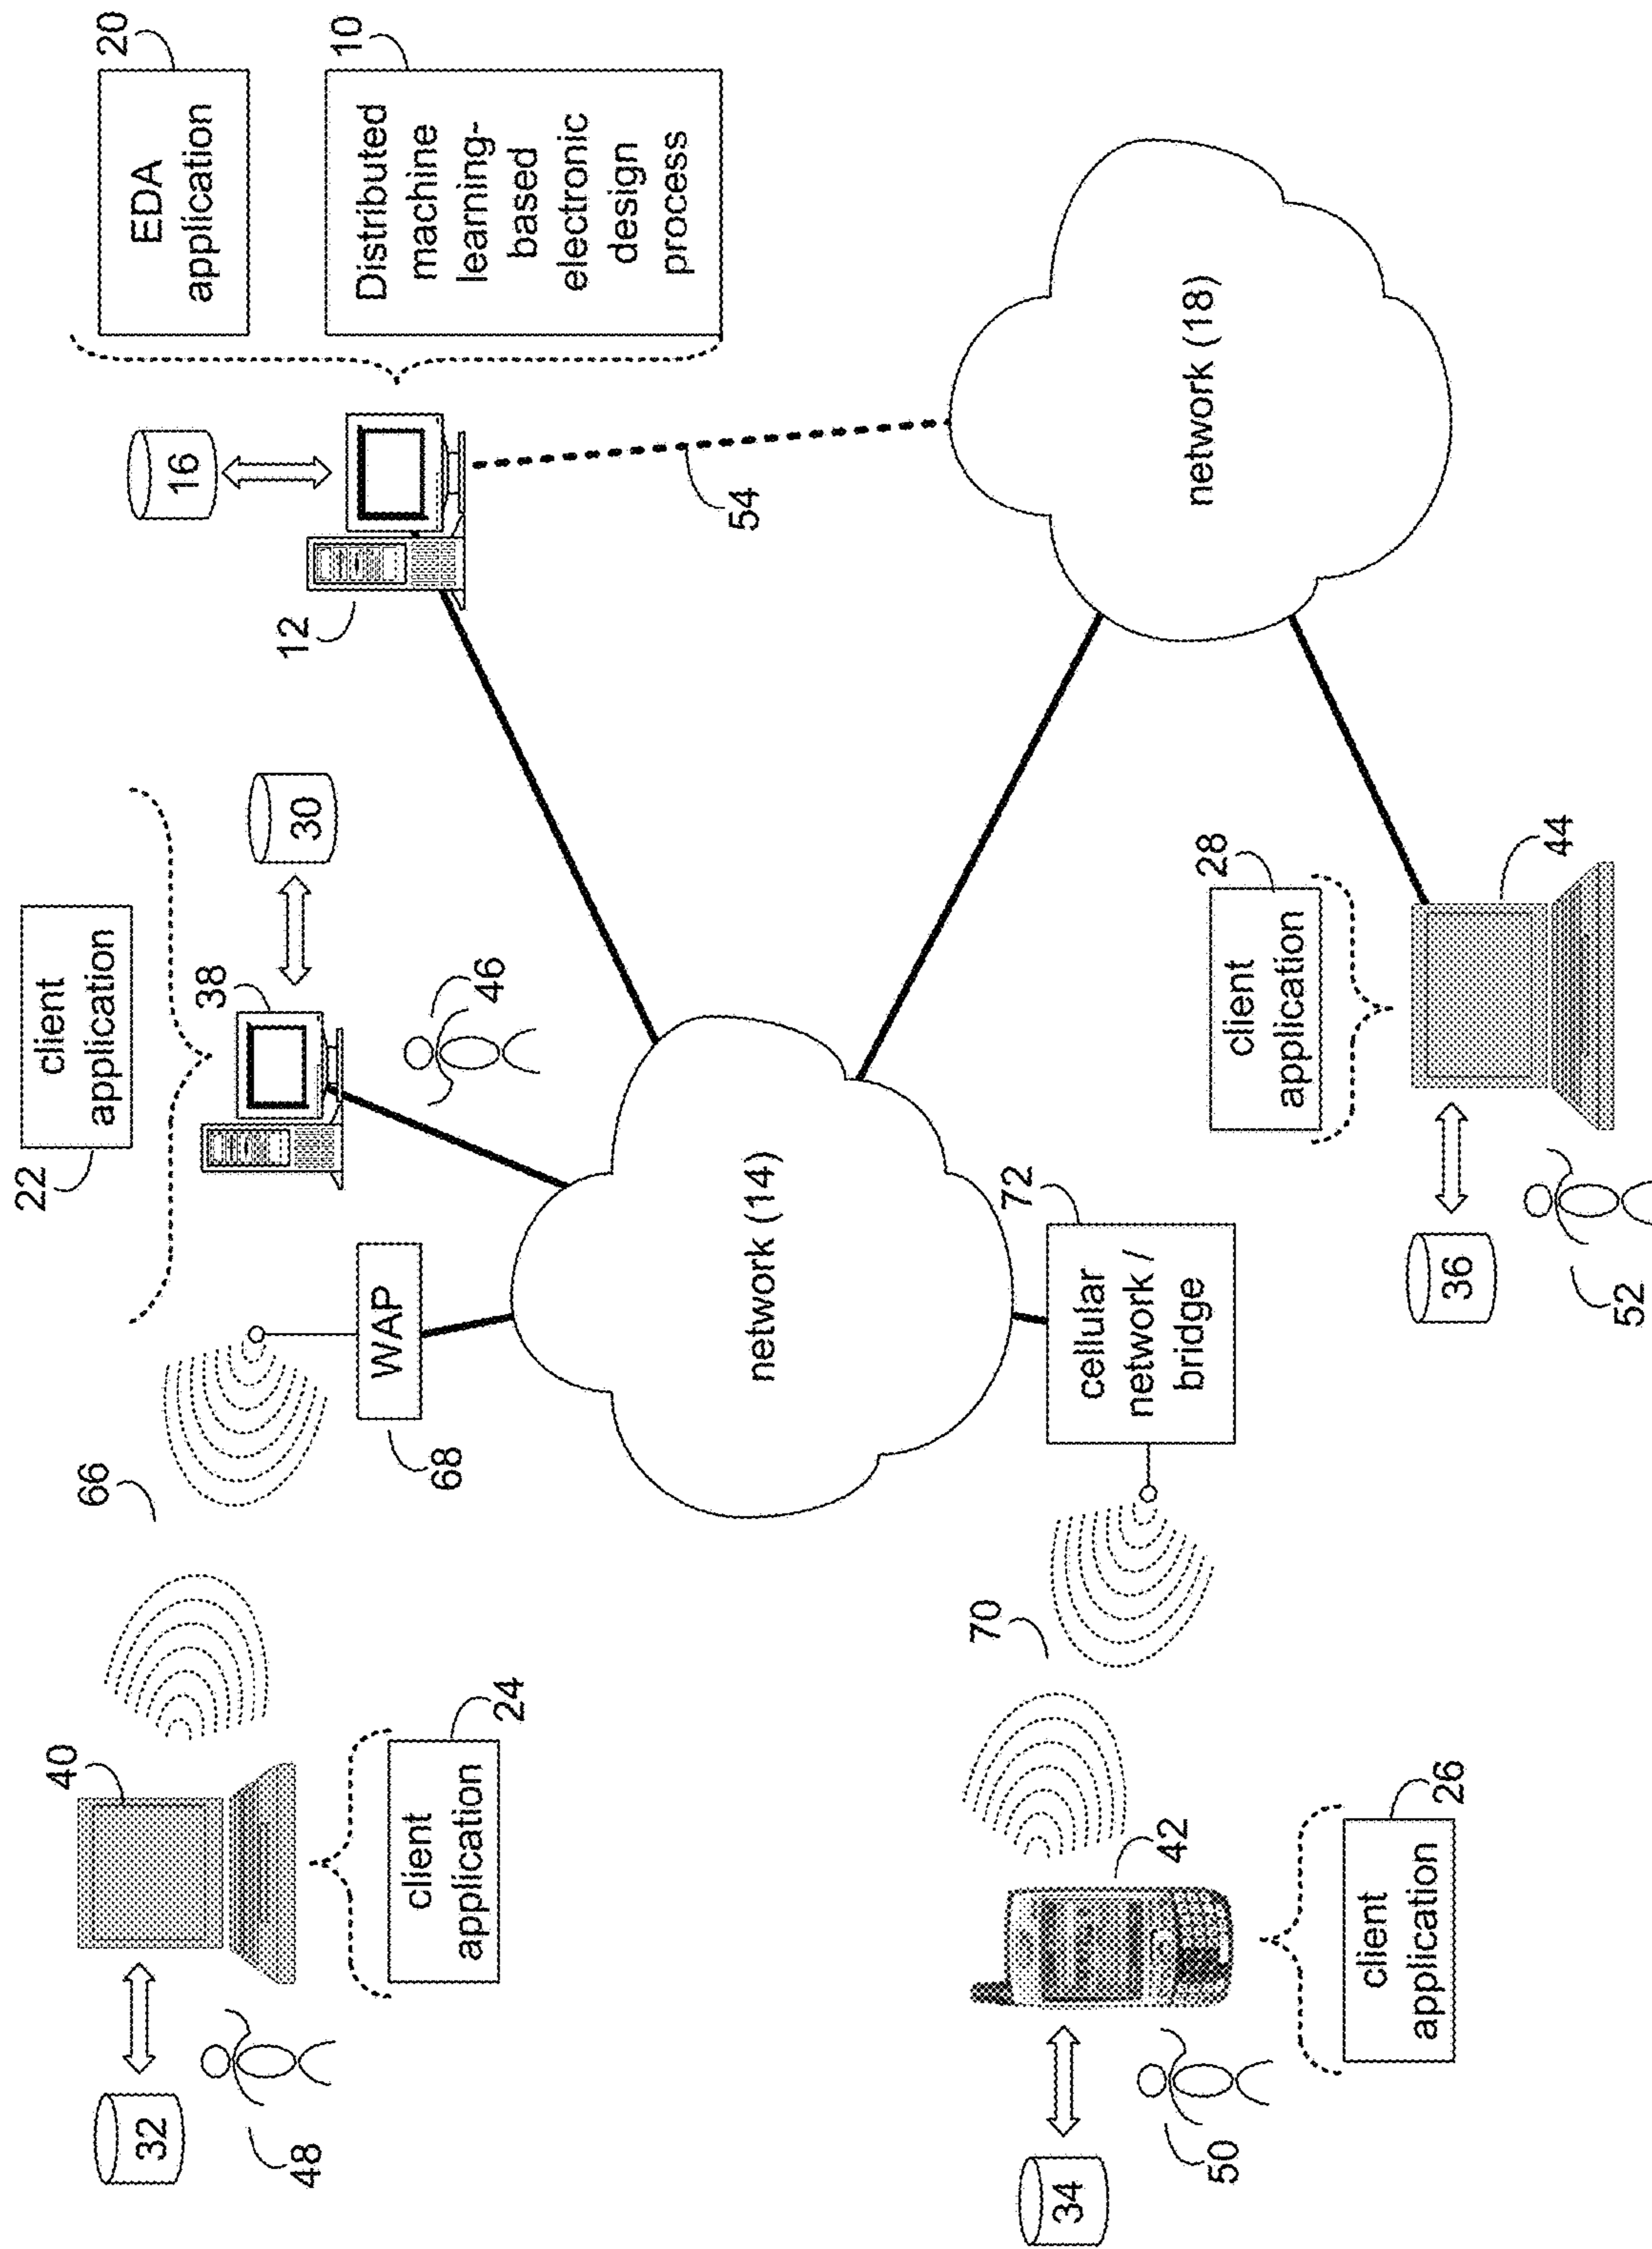 32
48
40
24
client
application
66
68
WAP
22
client
application
38
30
46
12
16
20
EDA
application
10
Distributed
machine
learning-
based
electronic
design
process
54
network (14)
network (18)
34
50
42
26
client
application
70
72
cellular
network /
bridge
28
client
application
36
52
44